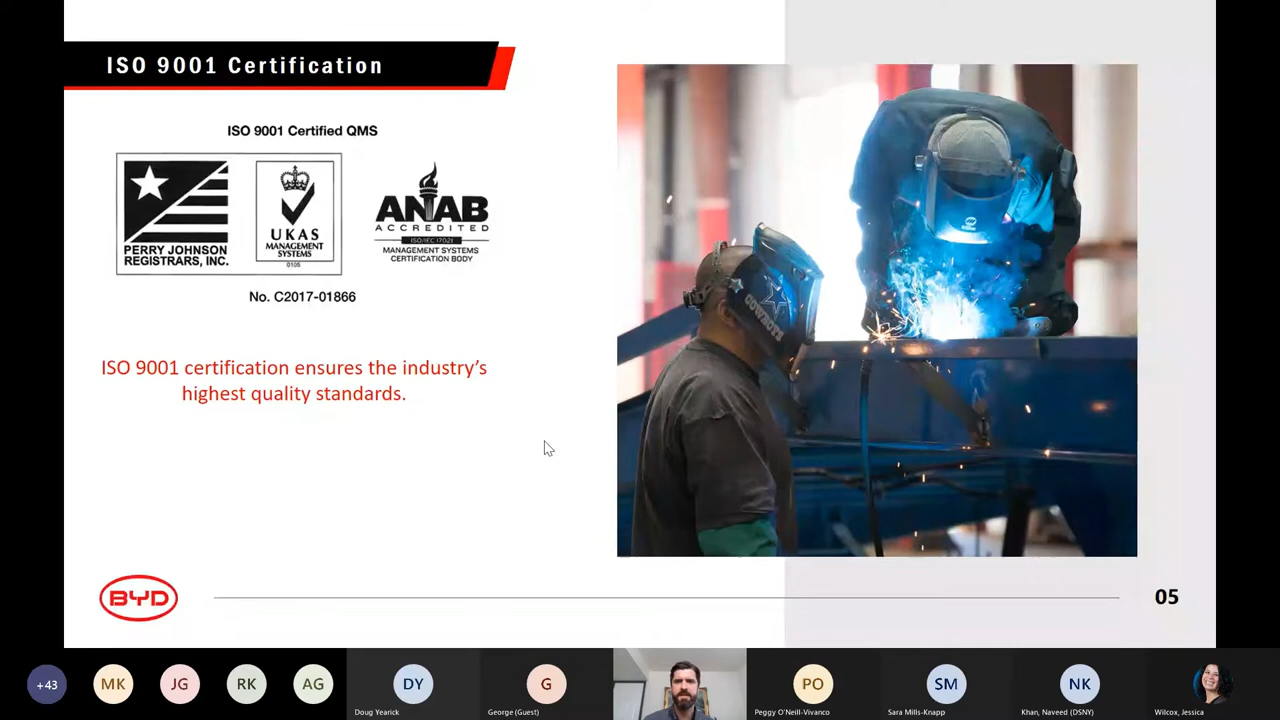 ISO 9001 Certification
ISO 9001 Certified QMS
PERRY JOHNSON
REGISTRARS, INC.
UKAS
MANAGEMENT
SYSTEMS
0105
ANAB
ACCREDITED
ISO/IEC 17021
MANAGEMENT SYSTEMS
CERTIFICATION BODY
No. C2017-01866
ISO 9001 certification ensures the industry's
highest quality standards.
COWBOYS
BYD
05
+43
MK
JG
RK
AG
DY
Doug Yearick
G
George (Guest)
PO
Peggy O'Neill-Vivanco
SM
Sara Mills-Knapp
NK
Khan, Naveed (DSNY)
Wilcox, Jessica